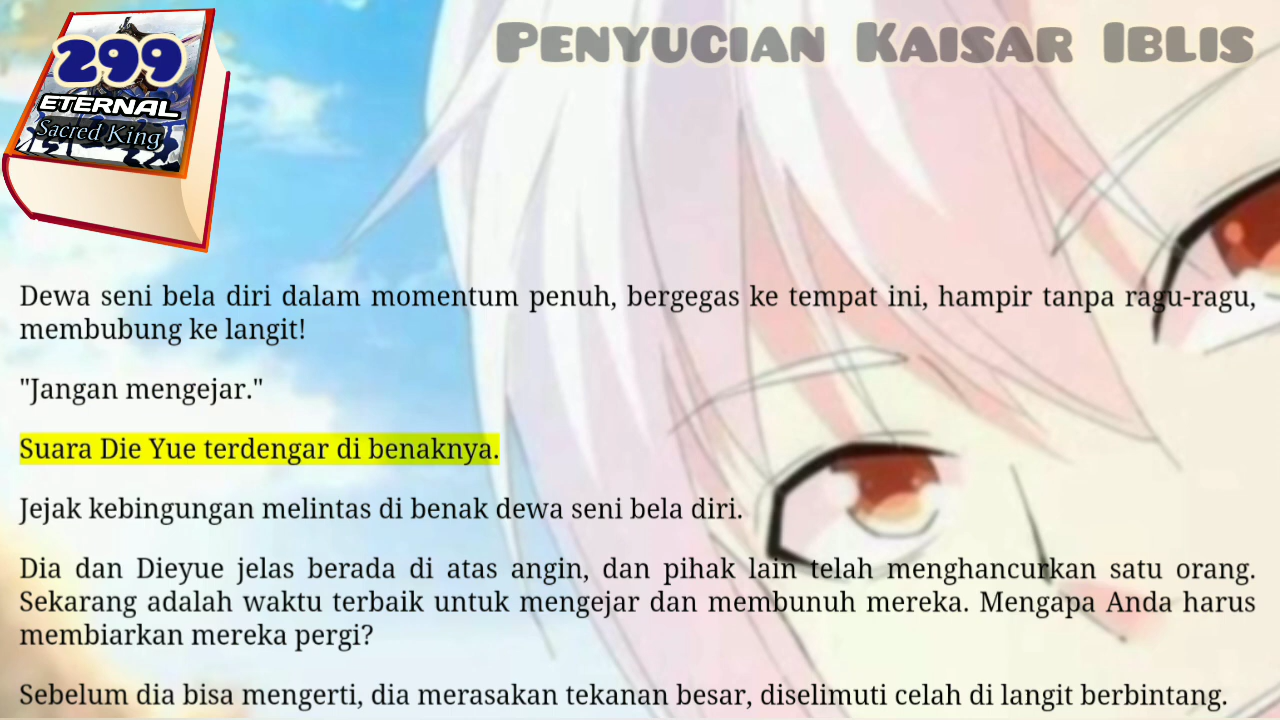 299
ETERNAL
Sacred King
Penyucian Kaisar Iblis
Dewa seni bela diri dalam momentum penuh, bergegas ke tempat ini, hampir tanpa ragu-ragu,
membubung ke langit!
"Jangan mengejar."
Suara Die Yue terdengar di benaknya.
Jejak kebingungan melintas di benak dewa seni bela diri.
Dia dan Dieyue jelas berada di atas angin, dan pihak lain telah menghancurkan satu orang.
Sekarang adalah waktu terbaik untuk mengejar dan membunuh mereka. Mengapa Anda harus
membiarkan mereka pergi?
Sebelum dia bisa mengerti, dia merasakan tekanan besar, diselimuti celah di langit berbintang.